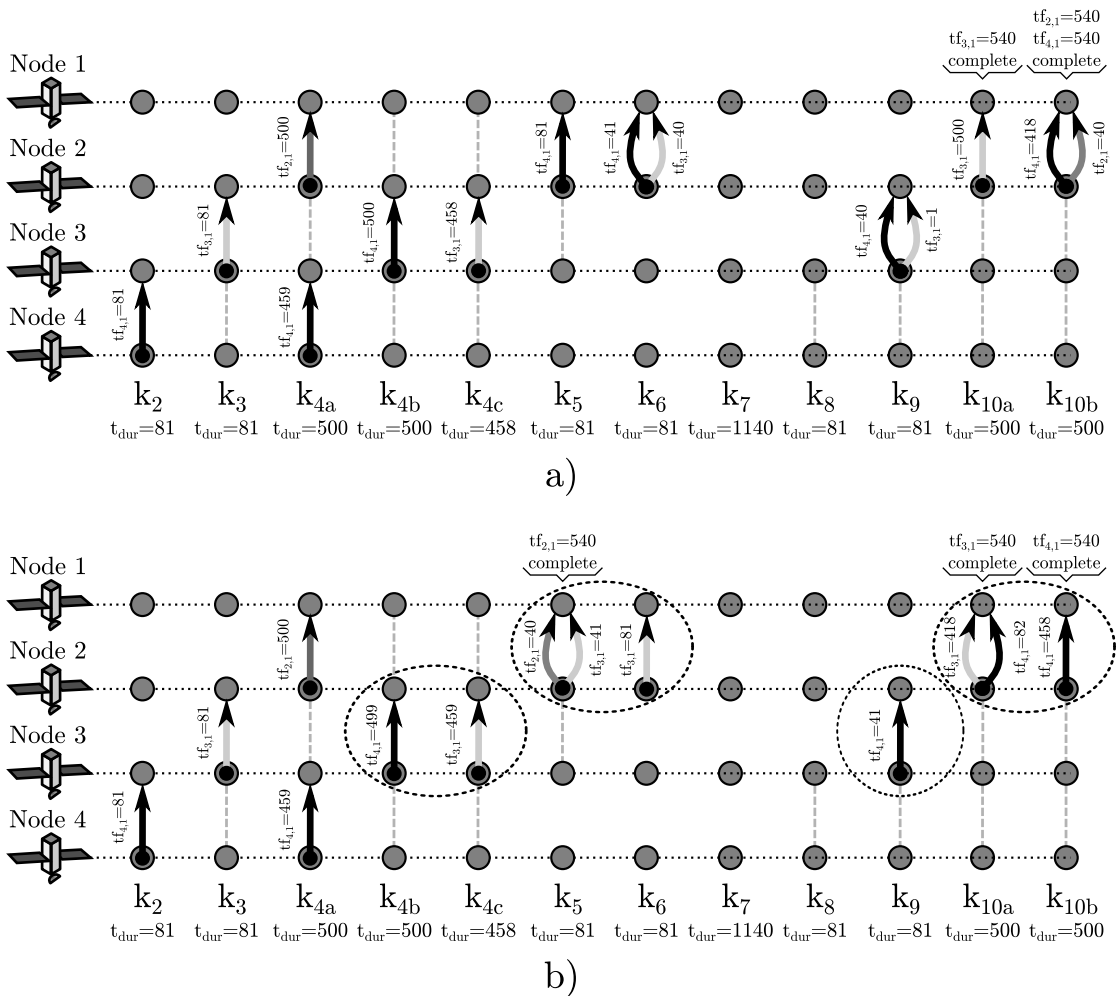 tf2,1=540
tf3,1=540 tf4,1=540
complete complete
Node 1
Node 2
Node 3
Node 4
tf4,1=81
tf3,1=81
tf2,1=500
tf4,1=459
tf4,1=500
tf3,1=458
tf4,1=81
tf4,1=41
tf3,1=40
tf4,1=40
tf3,1=1
tf3,1=500
tf4,1=418
tf2,1=40
k2 k3 k4a k4b k4c k5 k6 k7 k8 k9 k10a k10b
tdur=81 tdur=81 tdur=500 tdur=500 tdur=458 tdur=81 tdur=81 tdur=1140 tdur=81 tdur=81 tdur=500 tdur=500
a)
tf2,1=540 tf3,1=540 tf4,1=540
complete complete complete
Node 1
Node 2
Node 3
Node 4
tf4,1=81
tf3,1=81
tf2,1=500
tf4,1=459
tf4,1=499
tf3,1=459
tf2,1=40
tf3,1=41
tf3,1=81
tf4,1=41
tf3,1=418
tf4,1=82
tf4,1=458
k2 k3 k4a k4b k4c k5 k6 k7 k8 k9 k10a k10b
tdur=81 tdur=81 tdur=500 tdur=500 tdur=458 tdur=81 tdur=81 tdur=1140 tdur=81 tdur=81 tdur=500 tdur=500
b)